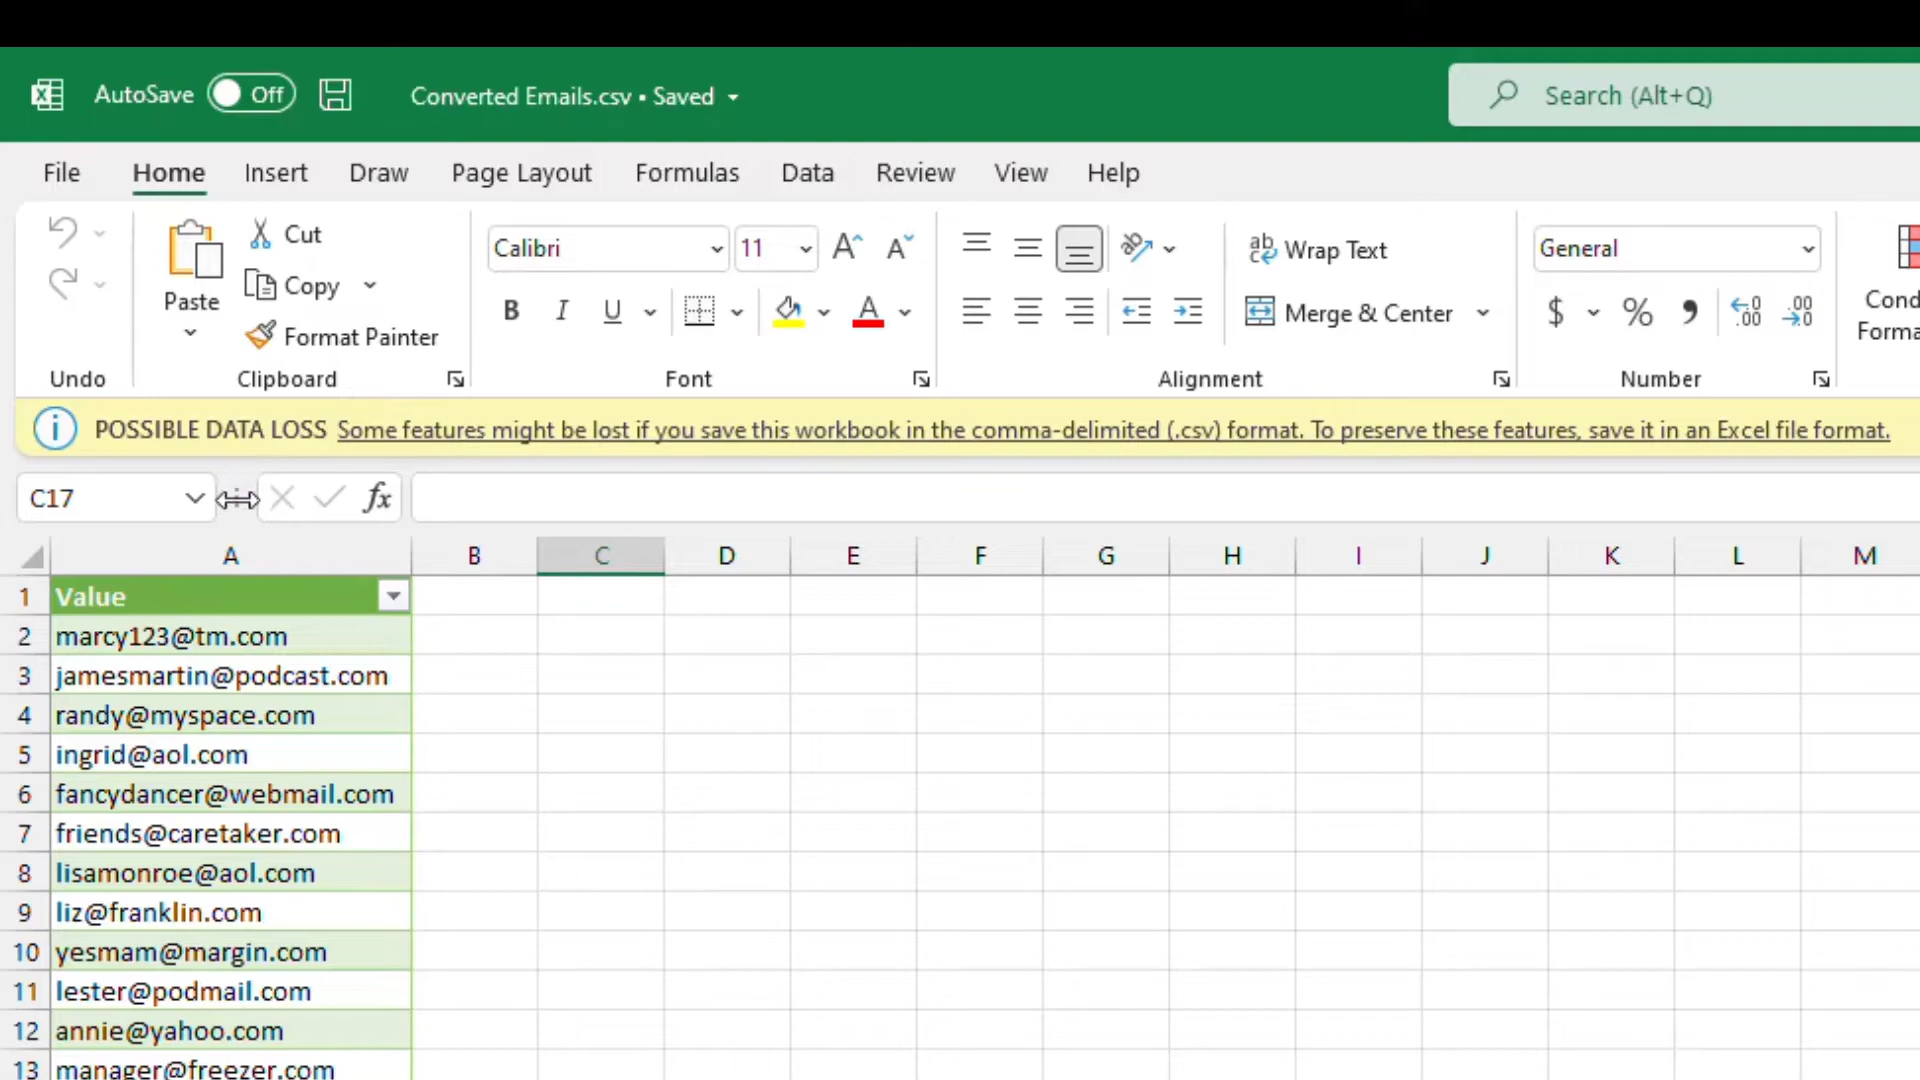 AutoSave Off Converted Emails.csv • Saved Search (Alt+Q)
File Home Insert Draw Page Layout Formulas Data Review View Help
Paste Cut Copy Format Painter
Calibri 11
B I U A
Wrap Text
Merge & Center
General
$ % 9 .00 .00
Cond
Forma
Undo Clipboard Font Alignment Number
POSSIBLE DATA LOSS Some features might be lost if you save this workbook in the comma-delimited (.csv) format. To preserve these features, save it in an Excel file format.
C17 fx
A B C D E F G H I J K L M
1 Value
2 marcy123@tm.com
3 jamesmartin@podcast.com
4 randy@myspace.com
5 ingrid@aol.com
6 fancydancer@webmail.com
7 friends@caretaker.com
8 lisamonroe@aol.com
9 liz@franklin.com
10 yesmam@margin.com
11 lester@podmail.com
12 annie@yahoo.com
13 manager@freezer.com